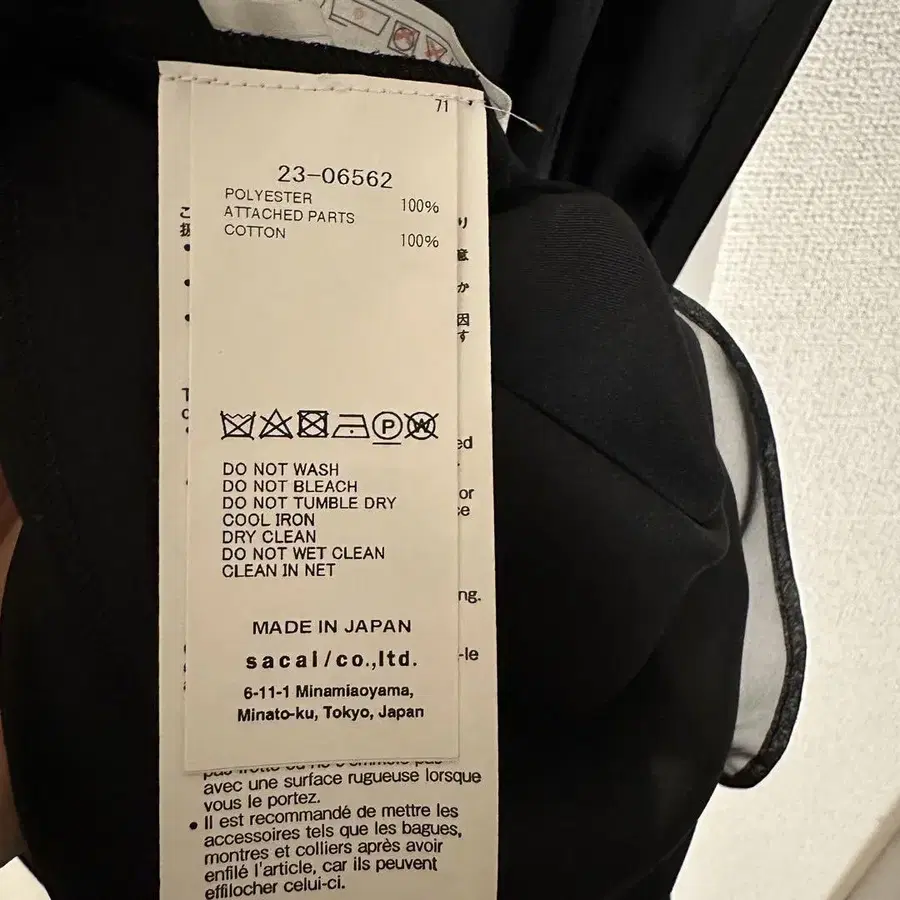 71
23-06562
POLYESTER 100%
ATTACHED PARTS
COTTON 100%
DO NOT WASH
DO NOT BLEACH
DO NOT TUMBLE DRY
COOL IRON
DRY CLEAN
DO NOT WET CLEAN
CLEAN IN NET
MADE IN JAPAN
sacai/co.,ltd.
6-11-1 Minamiaoyama,
Minato-ku, Tokyo, Japan
avec une surface rugueuse lorsque
vous le portez.
• Il est recommandé de mettre les
accessoires tels que les bagues,
montres et colliers après avoir
enfilé l'article, car ils peuvent
effilocher celui-ci.